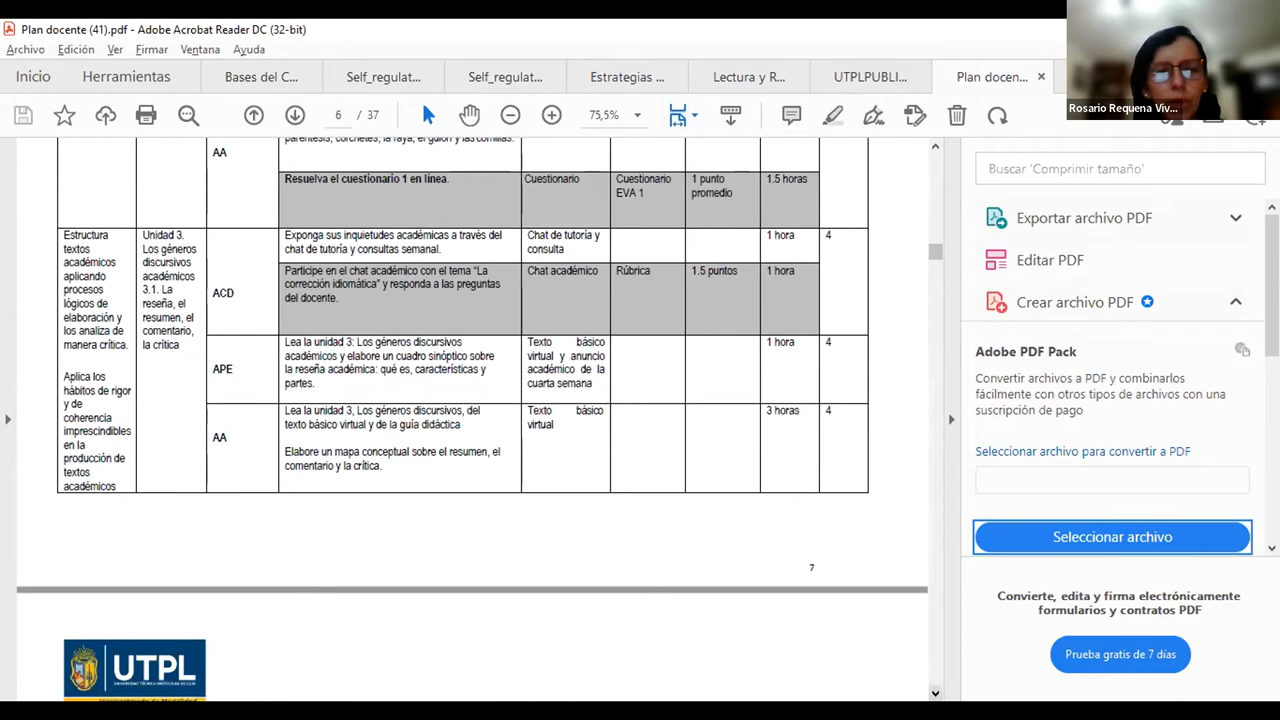 Plan docente (41).pdf - Adobe Acrobat Reader DC (32-bit)
Archivo Edición Ver Firmar Ventana Ayuda
Inicio Herramientas Bases del C... Self_regulat... Self_regulat... Estrategias ... Lectura y R... UTPLPUBLI... Plan docen... ×
Rosario Requena Viv...
6 / 37 75,5%
paréntesis, corchetes, la raya, el guion y las comillas.
AA
Resuelva el cuestionario 1 en línea.
Cuestionario
Cuestionario
EVA 1
1 punto
promedio
1.5 horas
Estructura
textos
académicos
aplicando
procesos
lógicos de
elaboración y
los analiza de
manera crítica.
Aplica los
hábitos de rigor
y de
coherencia
imprescindibles
en la
producción de
textos
académicos
Unidad 3.
Los géneros
discursivos
académicos
3.1. La
reseña, el
resumen, el
comentario,
la crítica
ACD
Exponga sus inquietudes académicas a través del
chat de tutoría y consultas semanal.
Chat de tutoría y
consulta
1 hora
4
Participe en el chat académico con el tema “La
corrección idiomática” y responda a las preguntas
del docente.
Chat académico
Rúbrica
1.5 puntos
1 hora
APE
Lea la unidad 3: Los géneros discursivos
académicos y elabore un cuadro sinóptico sobre
la reseña académica: qué es, características y
partes.
Texto básico
virtual y anuncio
académico de la
cuarta semana
1 hora
4
AA
Lea la unidad 3, Los géneros discursivos, del
texto básico virtual y de la guía didáctica
Elabore un mapa conceptual sobre el resumen, el
comentario y la crítica.
Texto básico
virtual
3 horas
4
7
UTPL
Buscar 'Comprimir tamaño'
Exportar archivo PDF
Editar PDF
Crear archivo PDF
Adobe PDF Pack
Convertir archivos a PDF y combinarlos
fácilmente con otros tipos de archivos con una
suscripción de pago
Seleccionar archivo para convertir a PDF
Seleccionar archivo
Convierte, edita y firma electrónicamente
formularios y contratos PDF
Prueba gratis de 7 días